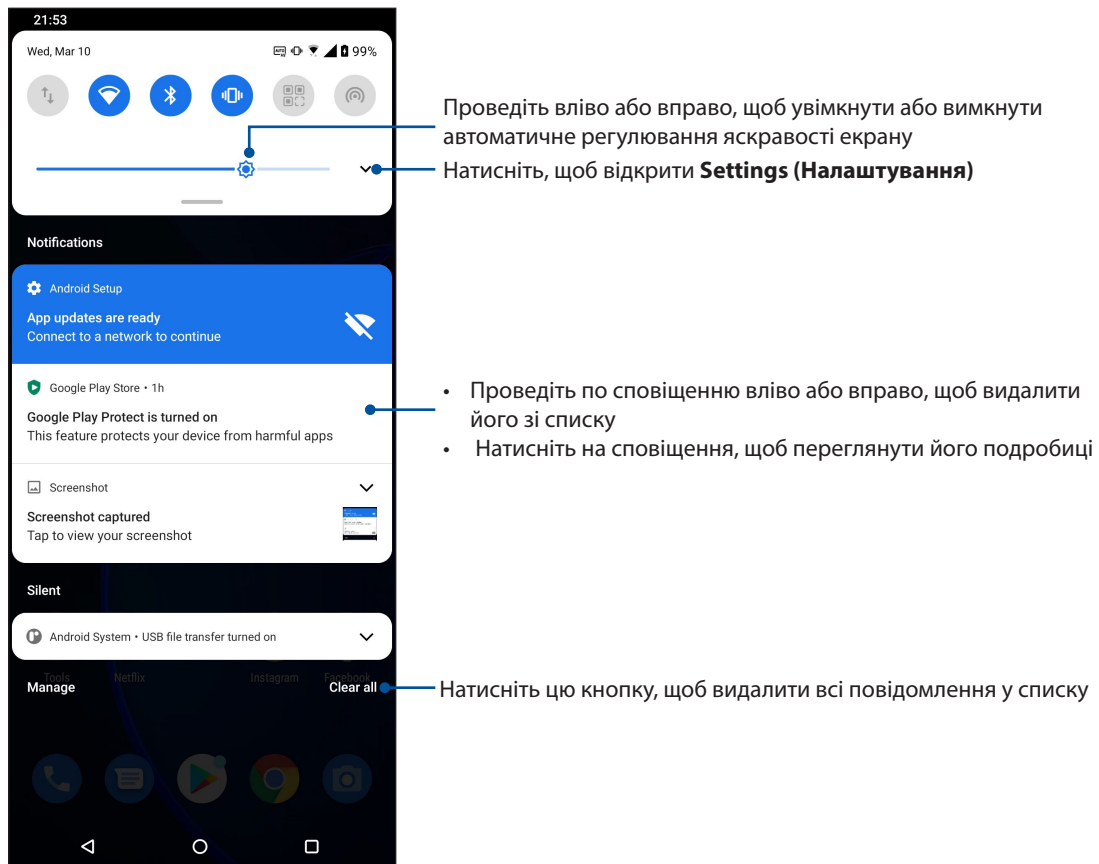 21:53
Wed, Mar 10
99%
Проведіть вліво або вправо, щоб увімкнути або вимкнути
автоматичне регулювання яскравості екрану
Натисніть, щоб відкрити Settings (Налаштування)
Notifications
Android Setup
App updates are ready
Connect to a network to continue
Google Play Store • 1h
Google Play Protect is turned on
This feature protects your device from harmful apps
• Проведіть по сповіщенню вліво або вправо, щоб видалити
його зі списку
• Натисніть на сповіщення, щоб переглянути його подробиці
Screenshot
Screenshot captured
Tap to view your screenshot
Silent
Android System • USB file transfer turned on
Tools Netflix Instagram Facebook
Manage Clear all
Натисніть цю кнопку, щоб видалити всі повідомлення у списку